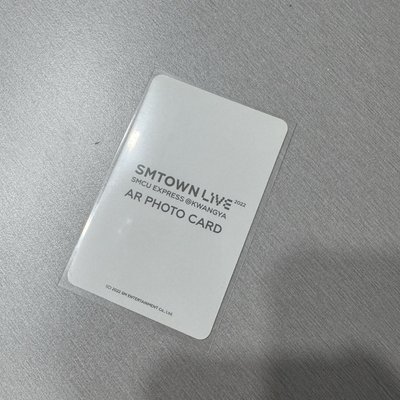 SMTOWN LIVE 2022
SMCU EXPRESS @KWANGYA
AR PHOTO CARD
(C) 2022 SM ENTERTAINMENT Co., Ltd.